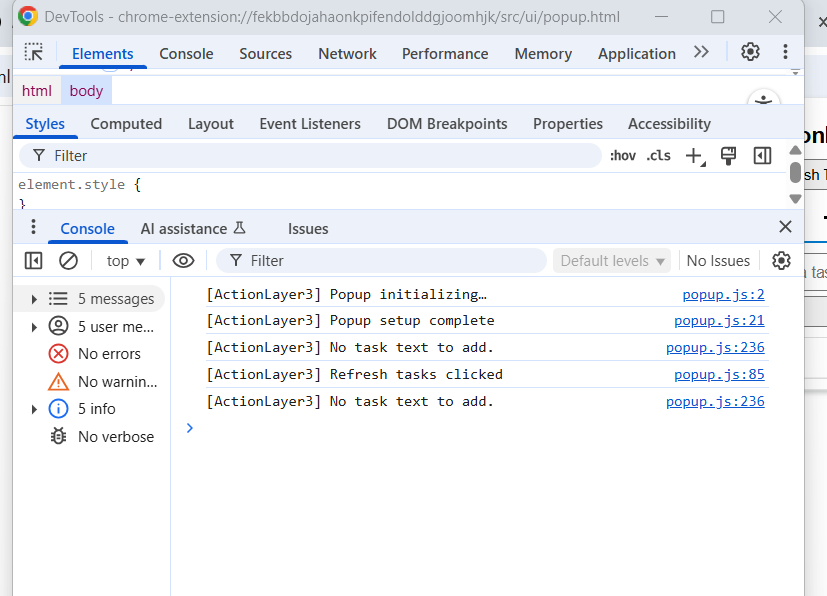 DevTools - chrome-extension://fekbbdojahaonkpifendolddgjoomhjk/src/ui/popup.html
Elements Console Sources Network Performance Memory Application
html body
Styles Computed Layout Event Listeners DOM Breakpoints Properties Accessibility
Filter :hov .cls
element.style {
}
Console AI assistance Issues
top Filter Default levels No Issues
5 messages
5 user me...
No errors
No warnin...
5 info
No verbose
[ActionLayer3] Popup initializing… popup.js:2
[ActionLayer3] Popup setup complete popup.js:21
[ActionLayer3] No task text to add. popup.js:236
[ActionLayer3] Refresh tasks clicked popup.js:85
[ActionLayer3] No task text to add. popup.js:236